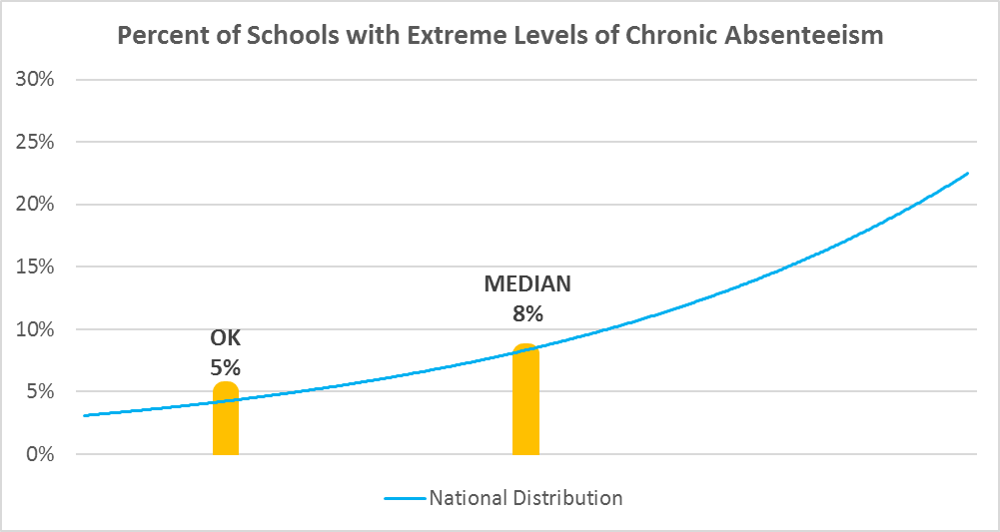 Percent of Schools with Extreme Levels of Chronic Absenteeism
30%
25%
20%
15%
10%
5%
0%
OK
5%
MEDIAN
8%
National Distribution